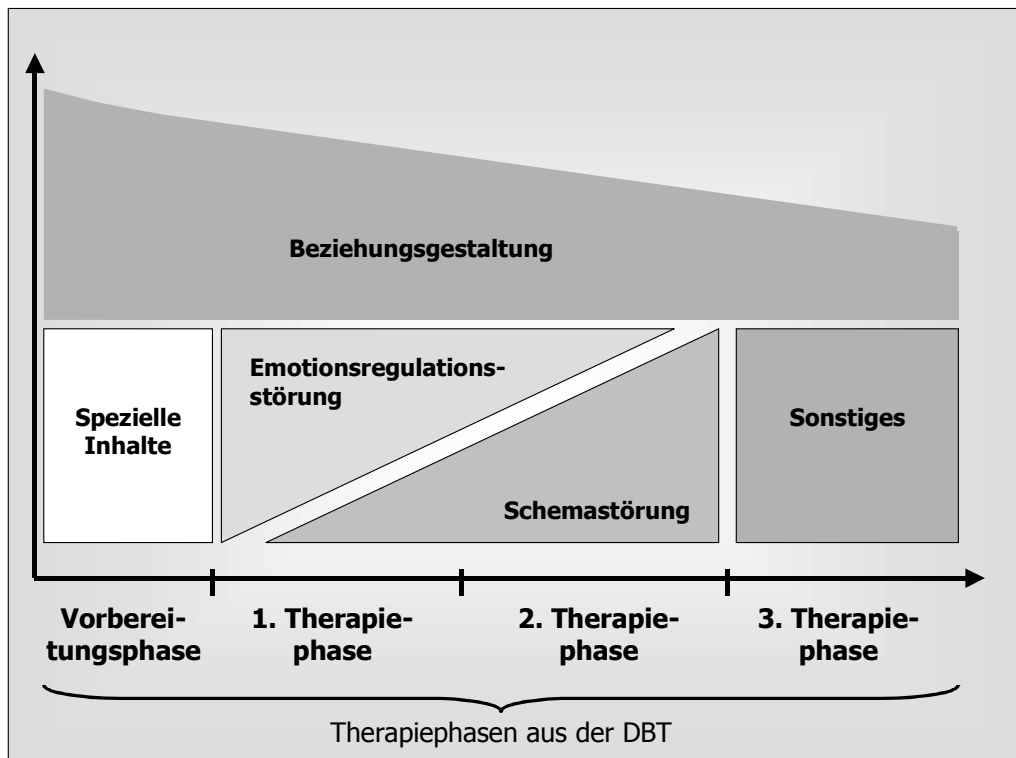 Beziehungsgestaltung
Spezielle
Inhalte
Emotionsregulations-
störung
Schemastörung
Sonstiges
Vorberei-
tungsphase
1. Therapie-
phase
2. Therapie-
phase
3. Therapie-
phase
Therapiephasen aus der DBT